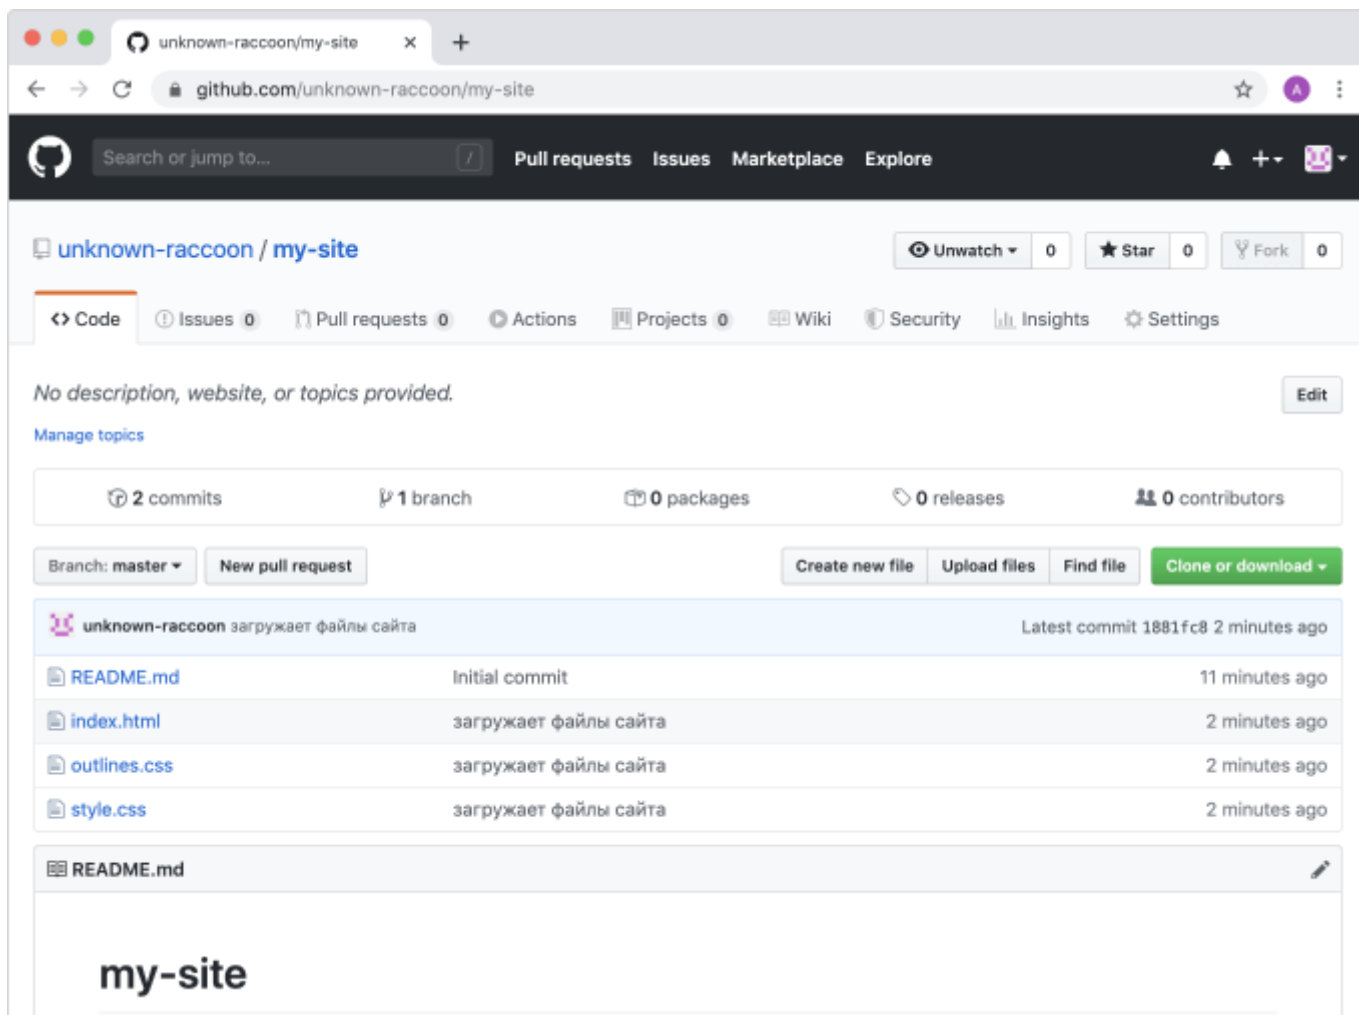 unknown-raccoon/my-site
github.com/unknown-raccoon/my-site A
Search or jump to... / Pull requests Issues Marketplace Explore
unknown-raccoon / my-site Unwatch 0 Star 0 Fork 0
Code Issues 0 Pull requests 0 Actions Projects 0 Wiki Security Insights Settings
No description, website, or topics provided. Edit
Manage topics
2 commits 1 branch 0 packages 0 releases 0 contributors
Branch: master New pull request Create new file Upload files Find file Clone or download
unknown-raccoon загружает файлы сайта Latest commit 1881fc8 2 minutes ago
README.md Initial commit 11 minutes ago
index.html загружает файлы сайта 2 minutes ago
outlines.css загружает файлы сайта 2 minutes ago
style.css загружает файлы сайта 2 minutes ago
README.md
my-site